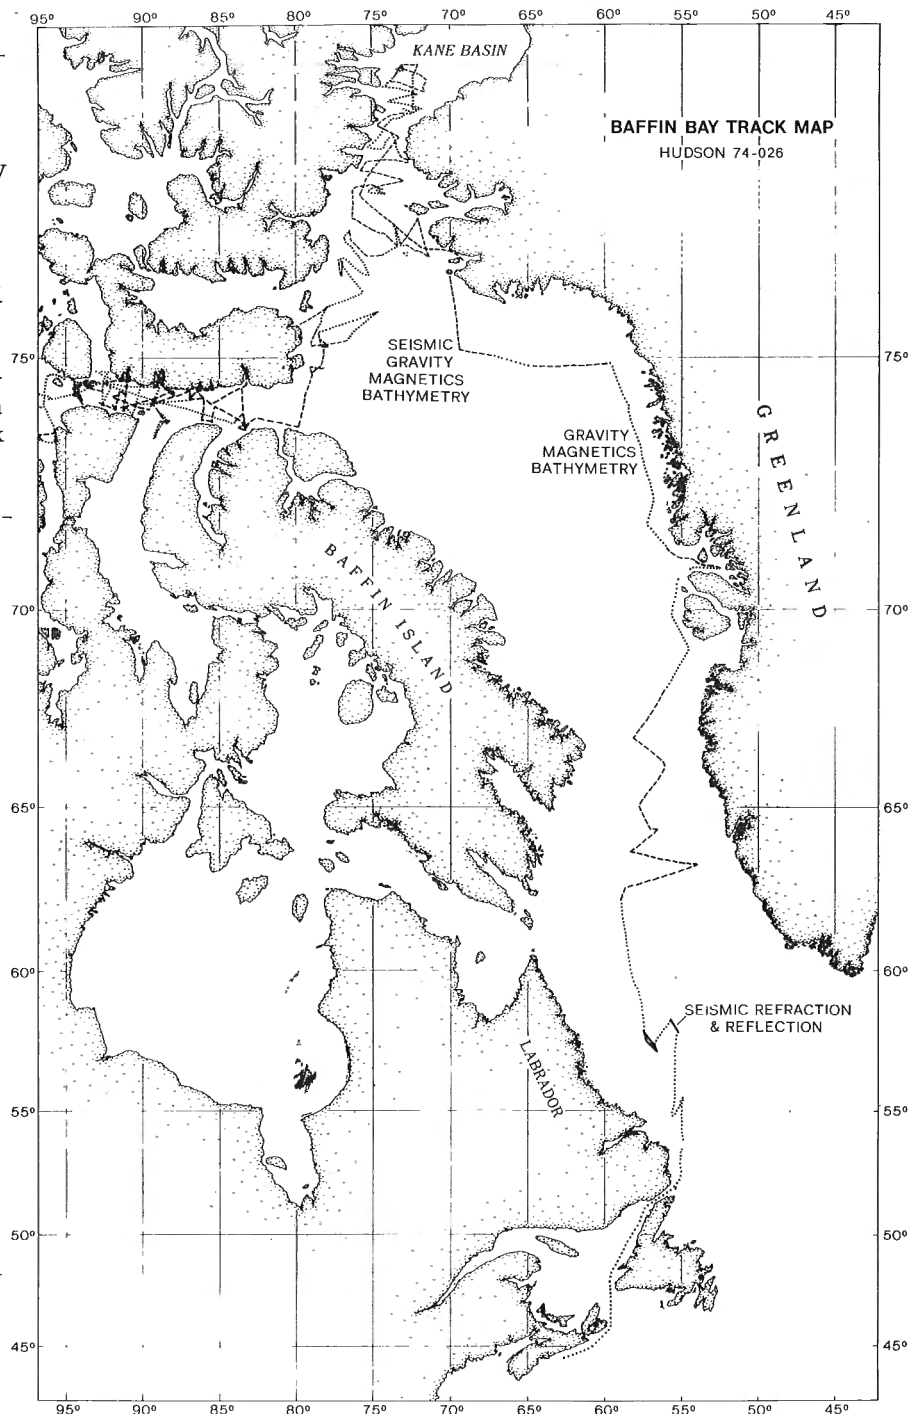 95° 90° 85° 80° 75° 70° 65° 60° 55° 50° 45°
KANE BASIN
BAFFIN BAY TRACK MAP
HUDSON 74-026
75° 75°
SEISMIC
GRAVITY
MAGNETICS
BATHYMETRY
GRAVITY
MAGNETICS
BATHYMETRY
GREENLAND
BAFFIN ISLAND
70° 70°
65° 65°
60° 60°
SEISMIC REFRACTION
& REFLECTION
LABRADOR
55° 55°
50° 50°
45° 45°
95° 90° 85° 80° 75° 70° 65° 60° 55° 50° 45°